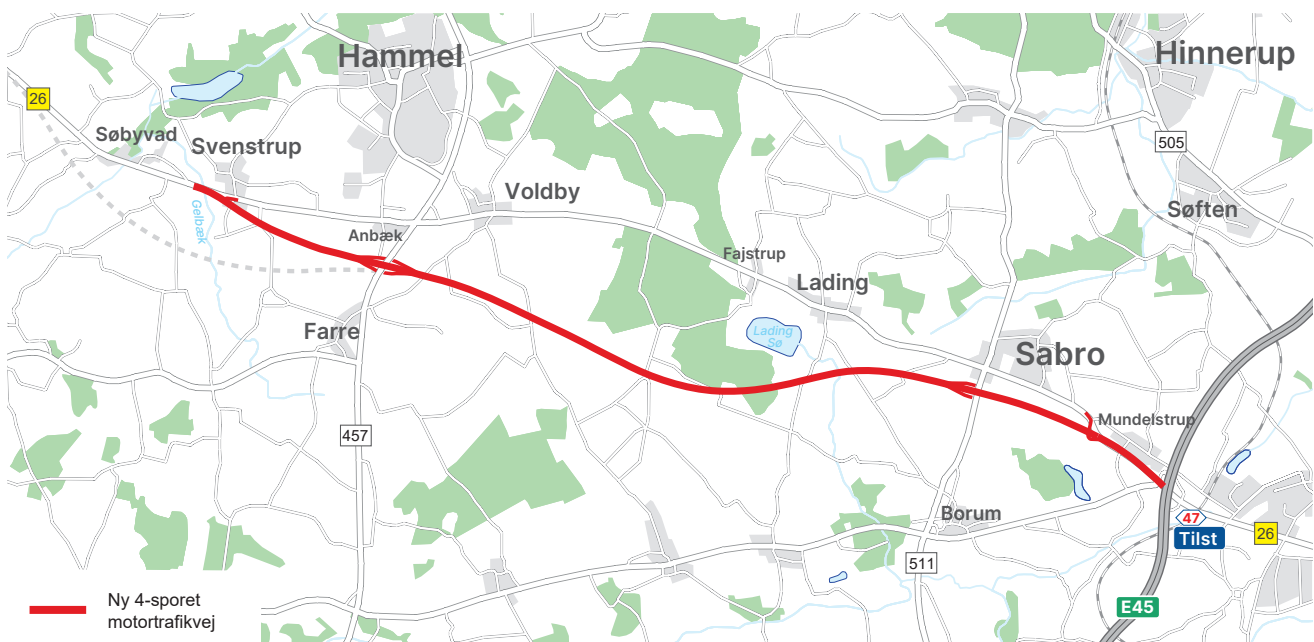 Hammel
Hinnerup
26
Søbyvad
Svenstrup
505
Voldby
Søften
Gelbæk
Anbæk
Fajstrup
Lading
Farre
Lading
Sø
Sabro
Mundelstrup
457
Borum
47
Tilst
26
511
E45
Ny 4-sporet
motortrafikvej